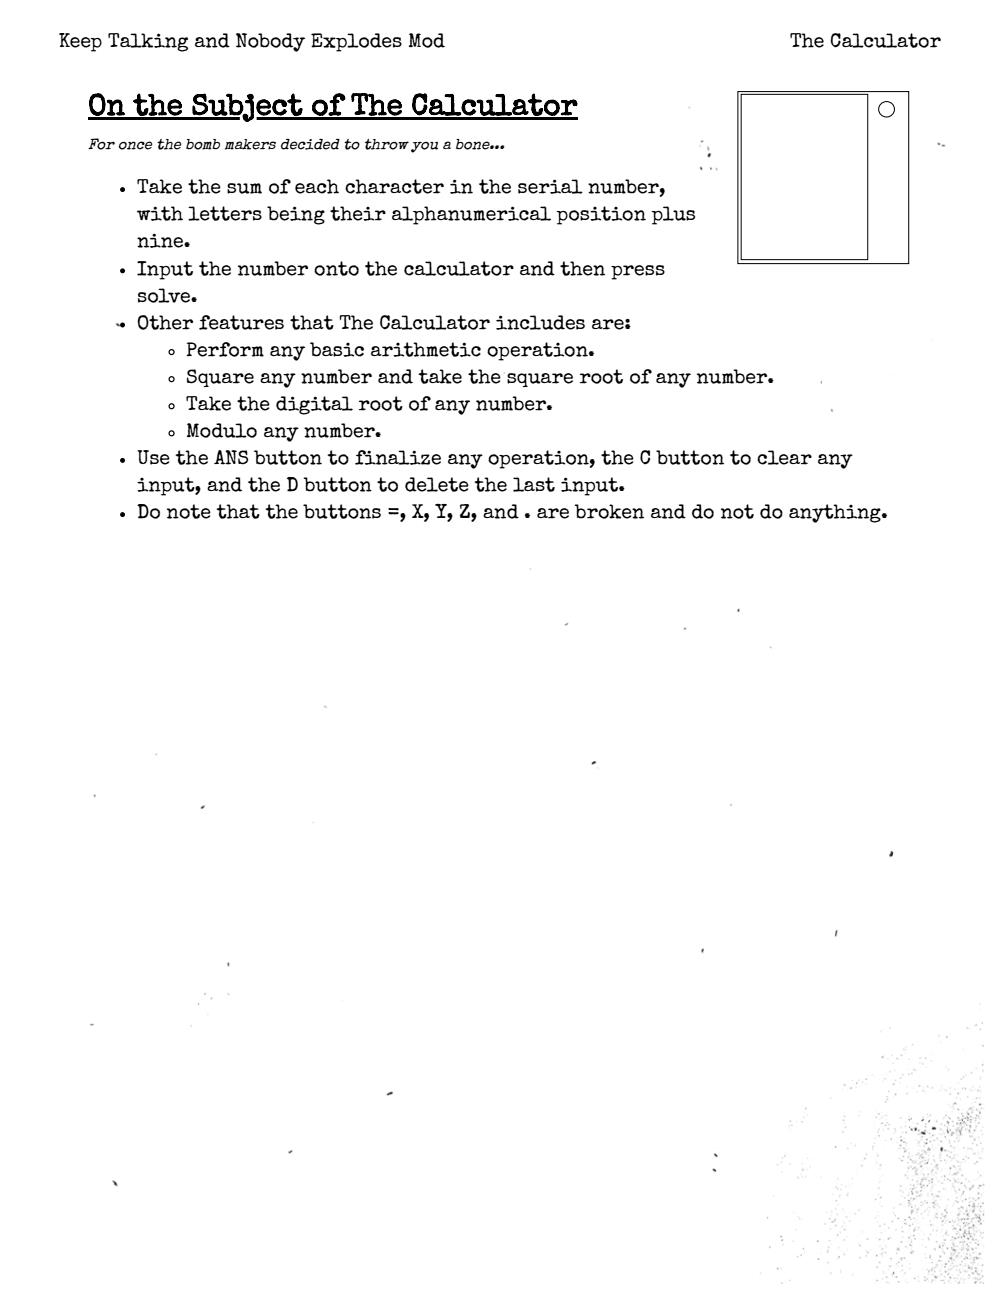 Keep Talking and Nobody Explodes Mod
The Calculator
On the Subject of The Calculator
For once the bomb makers decided to throw you a bone...
• Take the sum of each character in the serial number,
with letters being their alphanumerical position plus
nine.
• Input the number onto the calculator and then press
solve.
• Other features that The Calculator includes are:
◦ Perform any basic arithmetic operation.
◦ Square any number and take the square root of any number.
◦ Take the digital root of any number.
◦ Modulo any number.
• Use the ANS button to finalize any operation, the C button to clear any
input, and the D button to delete the last input.
• Do note that the buttons =, X, Y, Z, and . are broken and do not do anything.